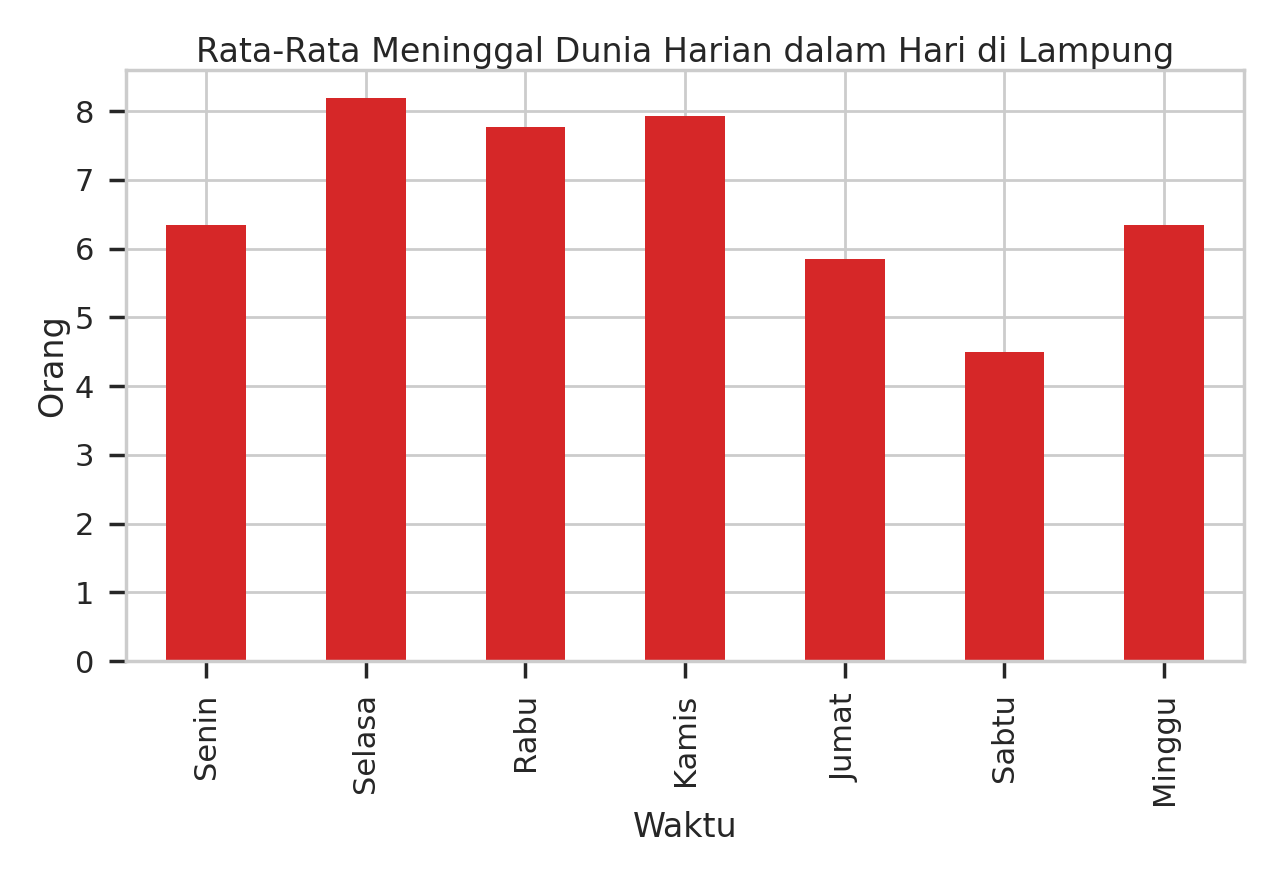 Rata-Rata Meninggal Dunia Harian dalam Hari di Lampung
8
7
6
5
4
3
2
1
0
Orang
Senin
Selasa
Rabu
Kamis
Jumat
Sabtu
Minggu
Waktu